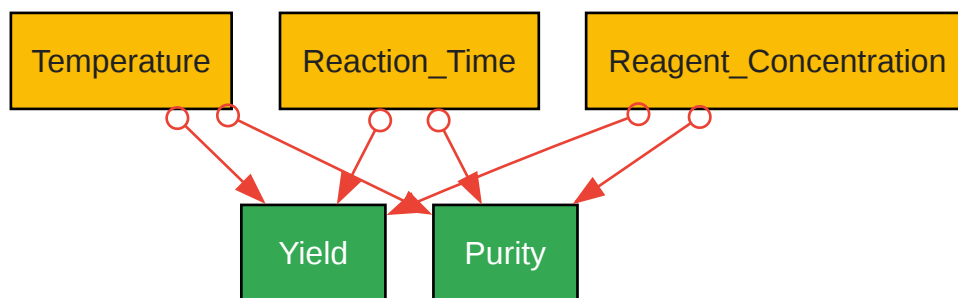 Temperature
Reaction_Time
Reagent_Concentration
Yield
Purity